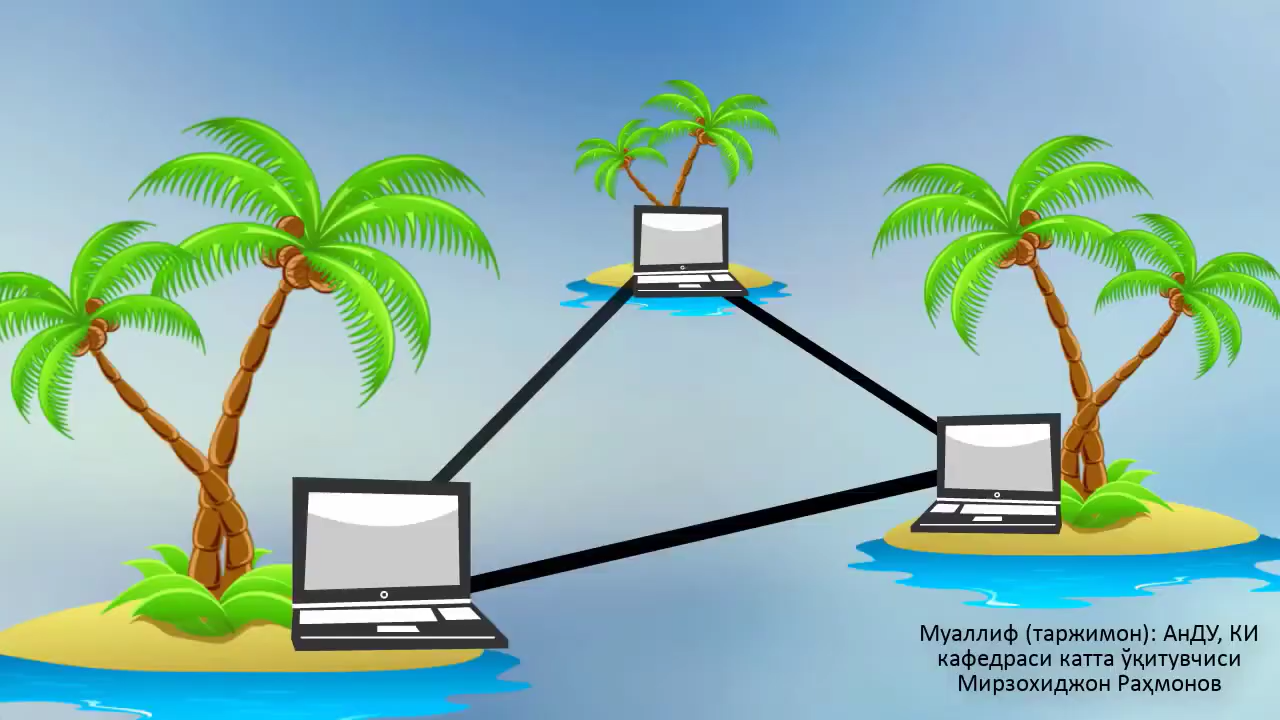 Муаллиф (таржимон): АнДУ, КИ
кафедраси катта ўқитувчиси
Мирзохиджон Раҳмонов